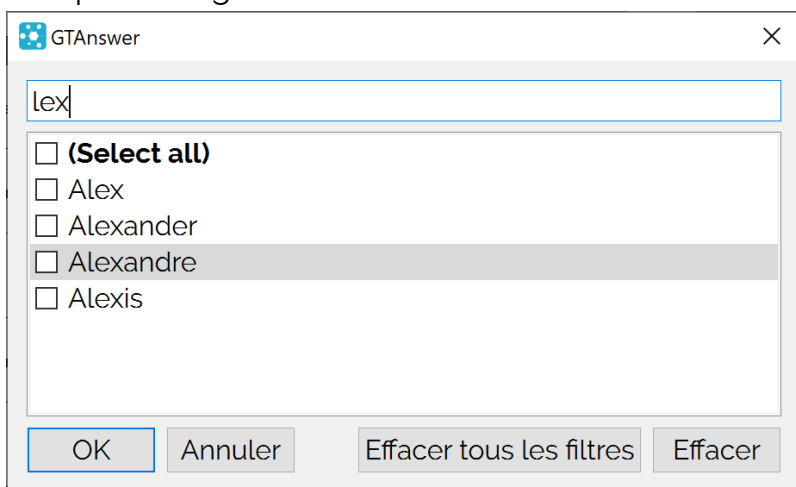 GTAnswer
lex
(Select all)
Alex
Alexander
Alexandre
Alexis
OK Annuler Effacer tous les filtres Effacer